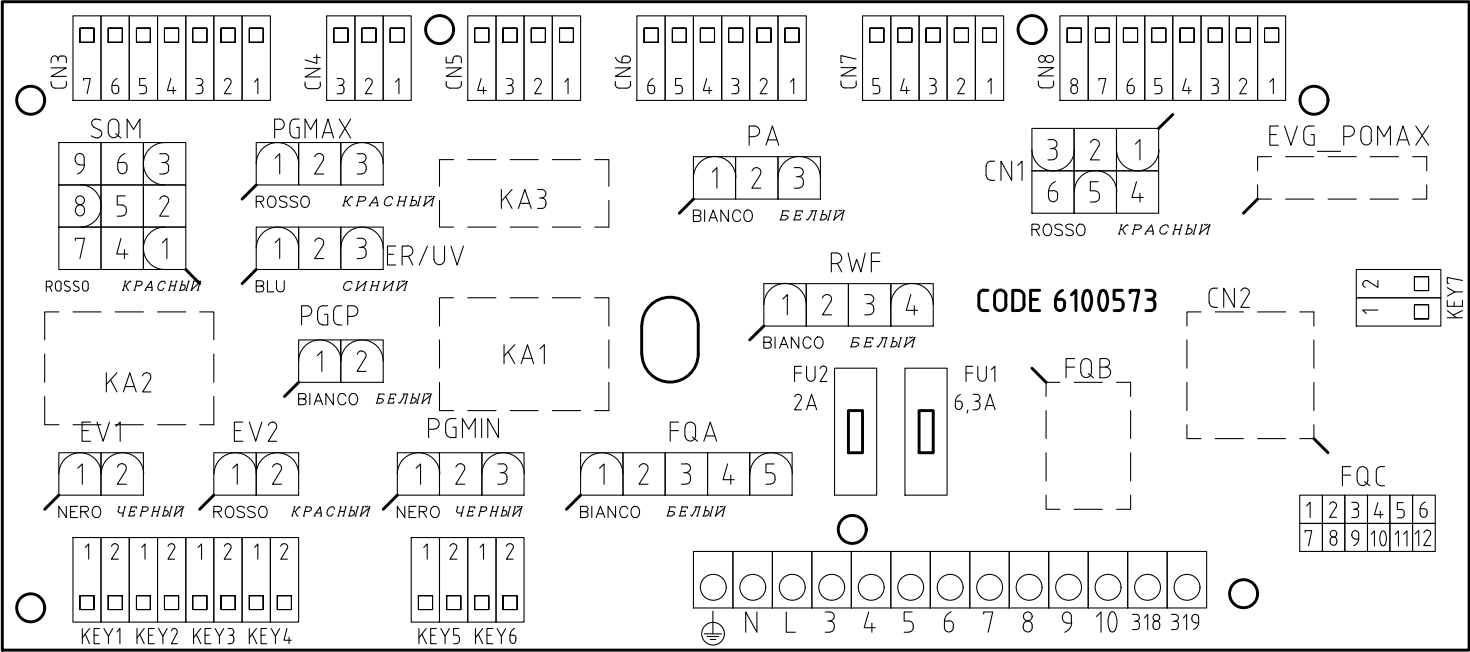 CN3 7 6 5 4 3 2 1
CN4 3 2 1
CN5 4 3 2 1
CN6 6 5 4 3 2 1
CN7 5 4 3 2 1
CN8 8 7 6 5 4 3 2 1
SQM
9 6 3
8 5 2
7 4 1
ROSSO КРАСНЫЙ
PGMAX
1 2 3
ROSSO КРАСНЫЙ
1 2 3 ER/UV
BLU СИНИЙ
KA3
PA
1 2 3
BIANCO БЕЛЫЙ
CN1
3 2 1
6 5 4
ROSSO КРАСНЫЙ
EVG_POMAX
KA2
PGCP
1 2
BIANCO БЕЛЫЙ
KA1
RWF
1 2 3 4
BIANCO БЕЛЫЙ
CODE 6100573
CN2
2
1
KEY7
FU2
2A
FU1
6,3A
FQB
EV1
1 2
NERO ЧЕРНЫЙ
EV2
1 2
ROSSO КРАСНЫЙ
PGMIN
1 2 3
NERO ЧЕРНЫЙ
FQA
1 2 3 4 5
BIANCO БЕЛЫЙ
FQC
1 2 3 4 5 6
7 8 9 10 11 12
1 2 1 2 1 2 1 2
KEY1 KEY2 KEY3 KEY4
1 2 1 2
KEY5 KEY6
N L 3 4 5 6 7 8 9 10 318 319